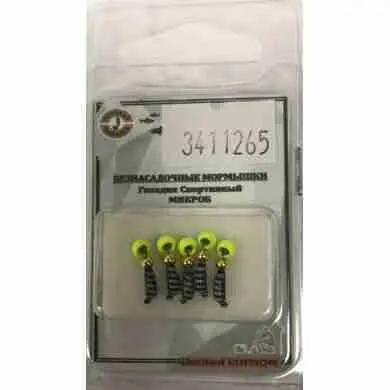 3411265
БЕЗНАСАДОЧНЫЕ МОРМЫШКИ
Гвоздик Спортивный
МИКРОБ